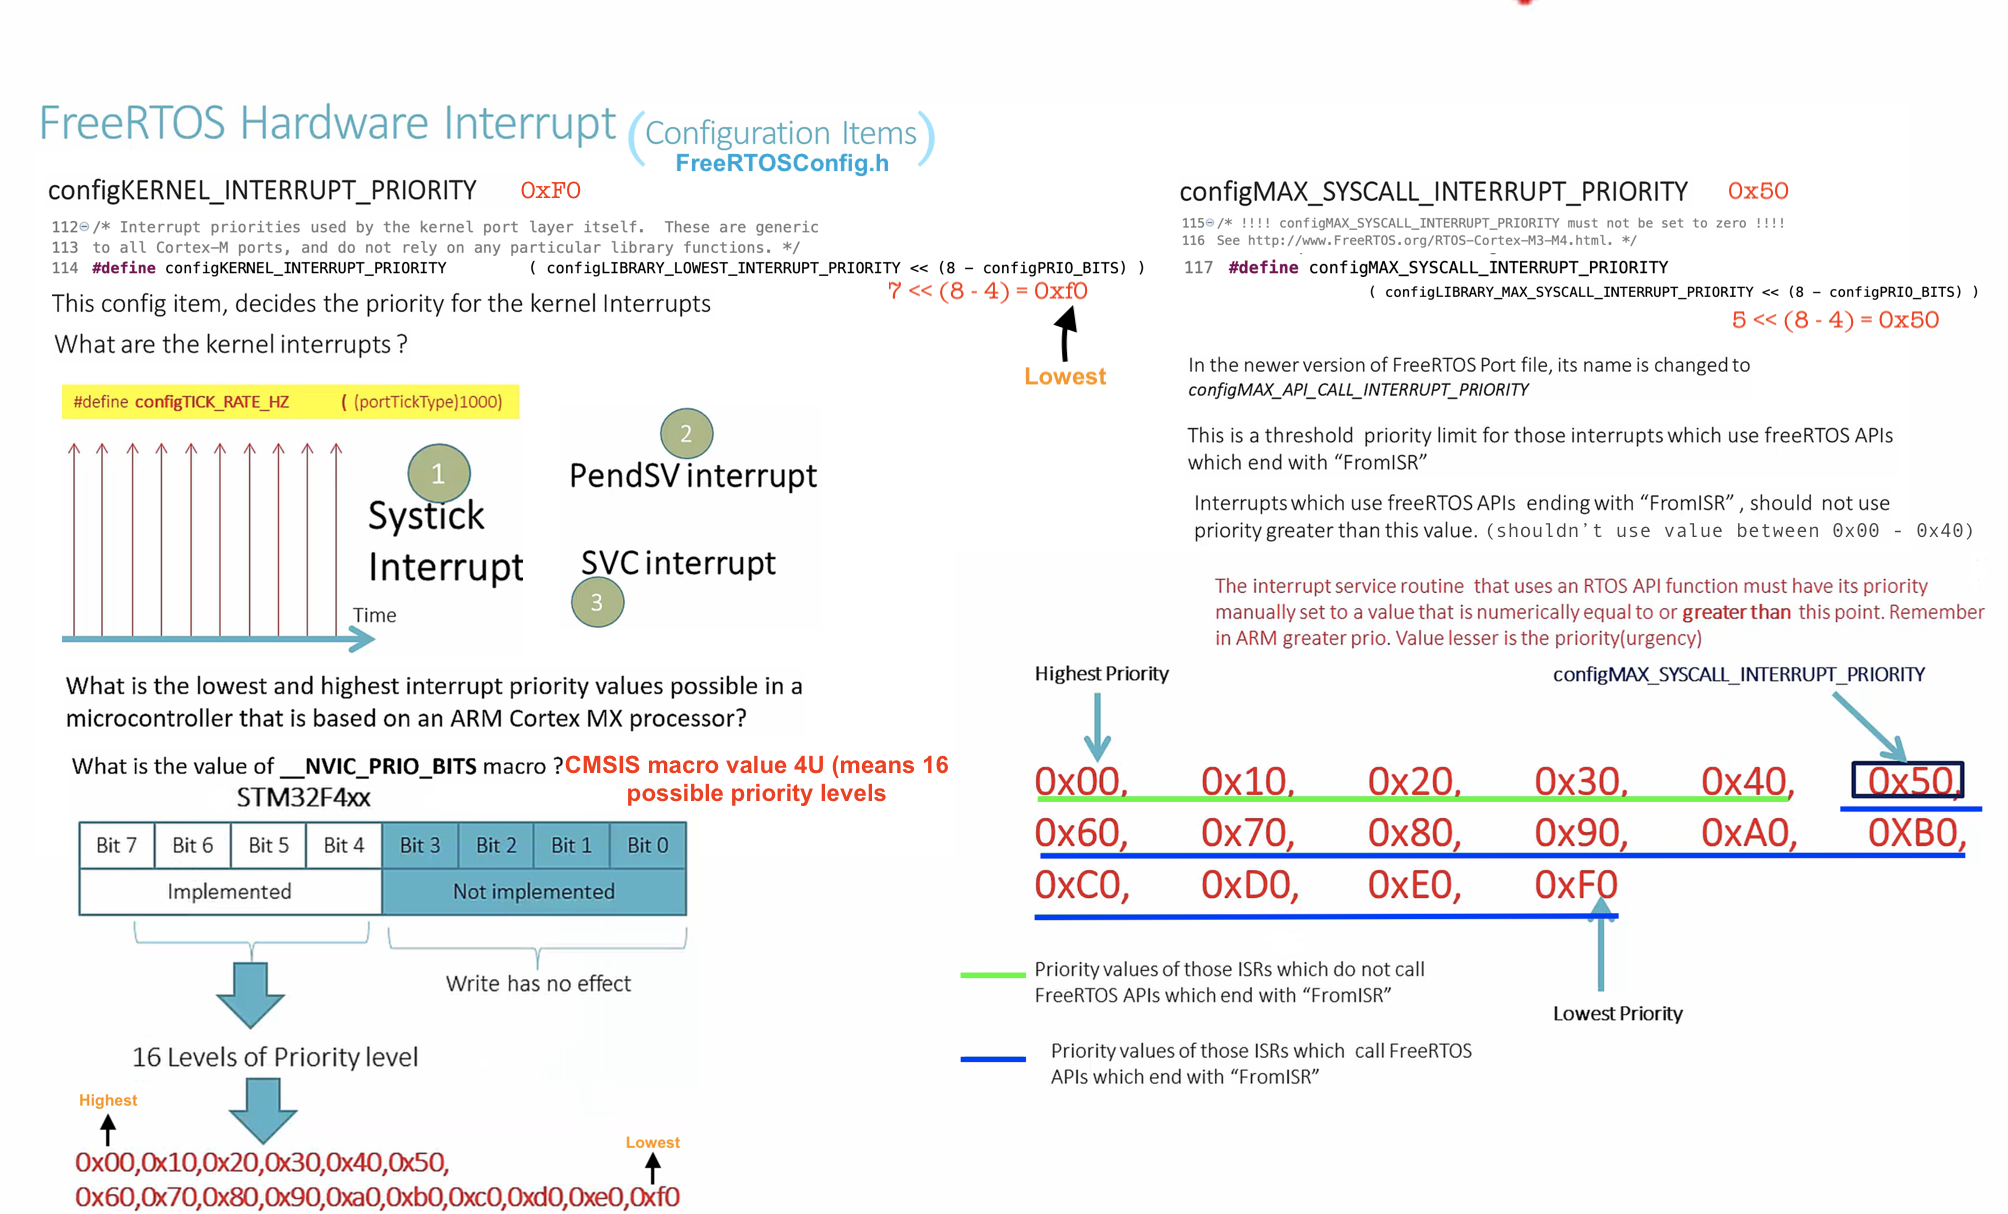 FreeRTOS Hardware Interrupt (Configuration Items)
FreeRTOSConfig.h
configKERNEL_INTERRUPT_PRIORITY 0xF0
112 /* Interrupt priorities used by the kernel port layer itself.  These are generic
113 to all Cortex-M ports, and do not rely on any particular library functions. */
114 #define configKERNEL_INTERRUPT_PRIORITY ( configLIBRARY_LOWEST_INTERRUPT_PRIORITY << (8 - configPRIO_BITS) )
7 << (8 - 4) = 0xf0
Lowest
This config item, decides the priority for the kernel Interrupts
What are the kernel interrupts ?
#define configTICK_RATE_HZ ( (portTickType)1000)
Time
1
Systick
Interrupt
2
PendSV interrupt
SVC interrupt
3
What is the lowest and highest interrupt priority values possible in a
microcontroller that is based on an ARM Cortex MX processor?
What is the value of __NVIC_PRIO_BITS macro ? CMSIS macro value 4U (means 16
possible priority levels
STM32F4xx
Bit 7 Bit 6 Bit 5 Bit 4 Bit 3 Bit 2 Bit 1 Bit 0
Implemented Not implemented
Write has no effect
16 Levels of Priority level
Highest
Lowest
0x00,0x10,0x20,0x30,0x40,0x50,
0x60,0x70,0x80,0x90,0xa0,0xb0,0xc0,0xd0,0xe0,0xf0
configMAX_SYSCALL_INTERRUPT_PRIORITY 0x50
115 /* !!!! configMAX_SYSCALL_INTERRUPT_PRIORITY must not be set to zero !!!!
116 See http://www.FreeRTOS.org/RTOS-Cortex-M3-M4.html. */
117 #define configMAX_SYSCALL_INTERRUPT_PRIORITY
( configLIBRARY_MAX_SYSCALL_INTERRUPT_PRIORITY << (8 - configPRIO_BITS) )
5 << (8 - 4) = 0x50
In the newer version of FreeRTOS Port file, its name is changed to
configMAX_API_CALL_INTERRUPT_PRIORITY
This is a threshold priority limit for those interrupts which use freeRTOS APIs
which end with “FromISR”
Interrupts which use freeRTOS APIs ending with “FromISR” , should not use
priority greater than this value. (shouldn't use value between 0x00 - 0x40)
The interrupt service routine that uses an RTOS API function must have its priority
manually set to a value that is numerically equal to or greater than this point. Remember
in ARM greater prio. Value lesser is the priority(urgency)
Highest Priority
configMAX_SYSCALL_INTERRUPT_PRIORITY
0x00, 0x10, 0x20, 0x30, 0x40, 0x50,
0x60, 0x70, 0x80, 0x90, 0xA0, 0XB0,
0xC0, 0xD0, 0xE0, 0xF0
Lowest Priority
Priority values of those ISRs which do not call
FreeRTOS APIs which end with “FromISR”
Priority values of those ISRs which call FreeRTOS
APIs which end with “FromISR”